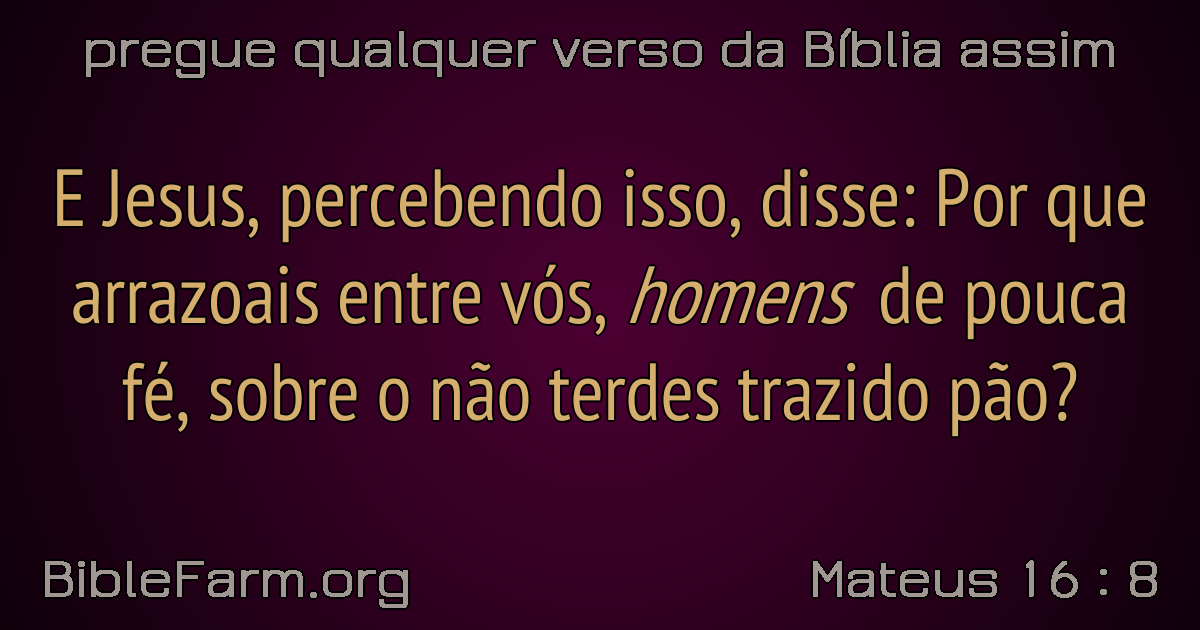 pregue qualquer verso da Bíblia assim
E Jesus, percebendo isso, disse: Por que
arrazoais entre vós, homens de pouca
fé, sobre o não terdes trazido pão?
BibleFarm.org
Mateus 16 : 8